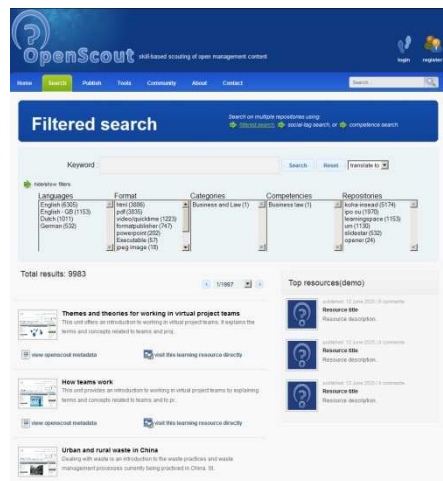 OpenScout skill-based scouting of open management content
login register
Home Search Publish Tools Community About Contact Search...
Filtered search
Search on multiple repositories using:
filtered search, social-tag search, or competence search
Keyword: Search Reset translate to
hide/view filters
Languages Format Categories Competencies Repositories
English (6305) html (3886) Business and Law (1) Business law (1) koha-insead (5174)
English - GB (1153) pdf (3835) ipo ou (1970)
Dutch (1011) video/quicktime (1223) learningspace (1153)
German (532) formatpublisher (747) um (1130)
powerpoint (202) slidestar (532)
Executable (57) opener (24)
jpeg image (18)
Total results: 9983
1/1997
Top resources(demo)
Themes and theories for working in virtual project teams
This unit offers an introduction to working in virtual project teams. It explains the
terms and concepts related to teams and proj..
view openscout metadata visit this learning resource directly
Resource title
Resource description..
How teams work
This unit provides an introduction to working in virtual project teams by explaining
terms and concepts related to teams and to pr..
view openscout metadata visit this learning resource directly
Resource title
Resource description..
Resource title
Resource description..
Urban and rural waste in China
Dealing with waste is an introduction to the waste practices and waste
management processes currently being practiced in China. St..